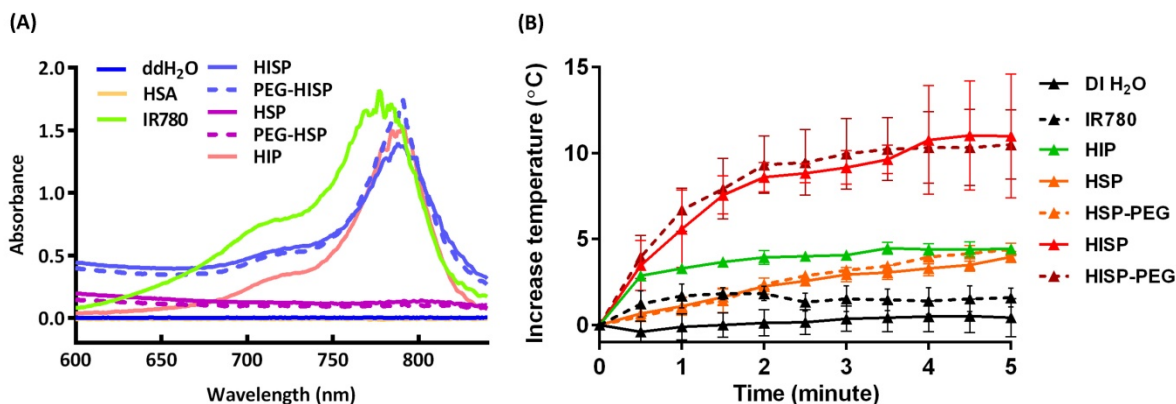 (A)
ddH₂O
HSA
IR780
HISP
PEG-HISP
HSP
PEG-HSP
HIP
Absorbance
2.0
1.5
1.0
0.5
0.0
600
650
700
750
800
Wavelength (nm)
(B)
Increase temperature (°C)
15
10
5
0
0
1
2
3
4
5
Time (minute)
DI H₂O
IR780
HIP
HSP
HSP-PEG
HISP
HISP-PEG